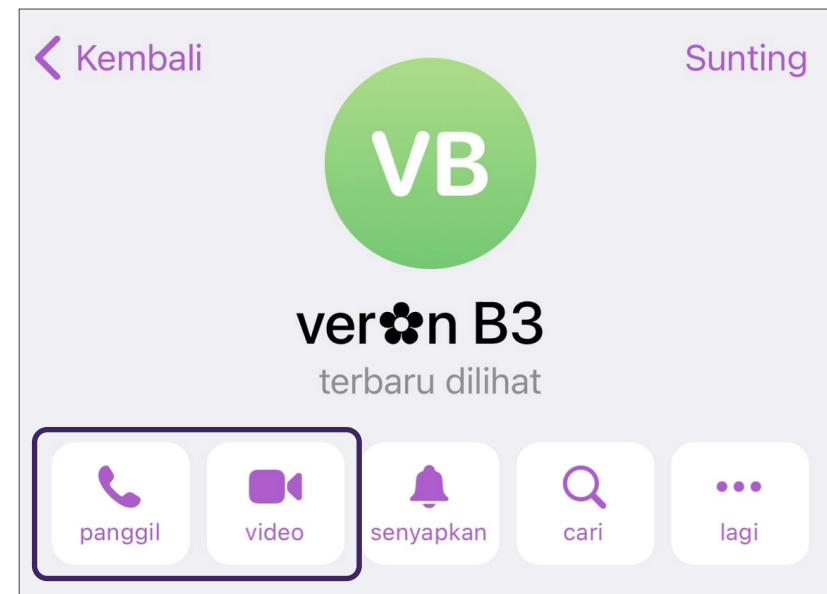 Kembali
Sunting
VB
ver✿n B3
terbaru dilihat
panggil
video
senyapkan
cari
lagi